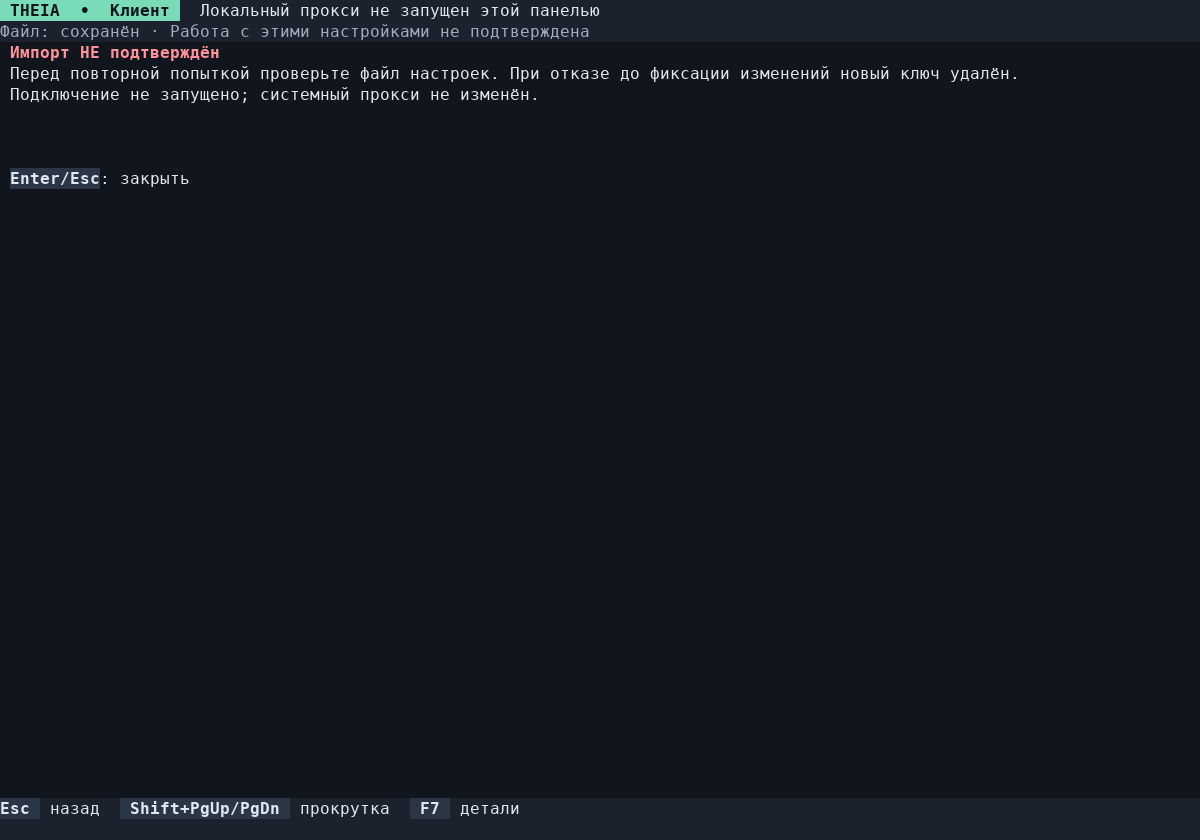 THEIA • Клиент Локальный прокси не запущен этой панелью
Файл: сохранён · Работа с этими настройками не подтверждена
Импорт НЕ подтверждён
Перед повторной попыткой проверьте файл настроек. При отказе до фиксации изменений новый ключ удалён.
Подключение не запущено; системный прокси не изменён.
Enter/Esc: закрыть
Esc назад Shift+PgUp/PgDn прокрутка F7 детали